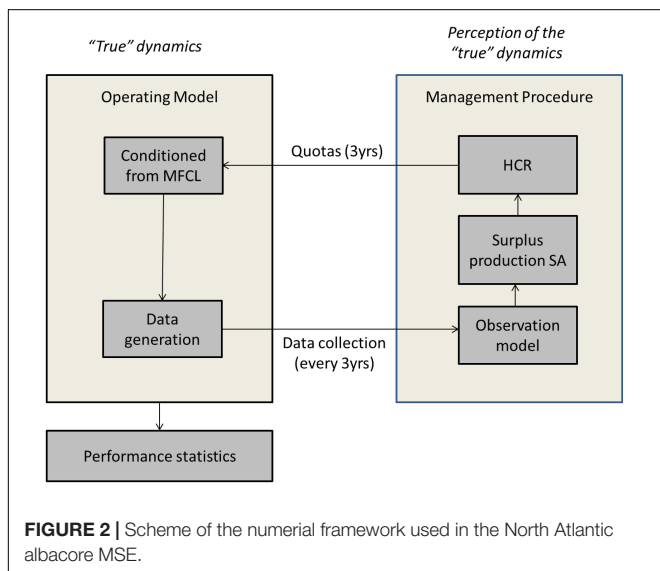 "True" dynamics
Perception of the
"true" dynamics
Operating Model
Management Procedure
Conditioned
from MFCL
Quotas (3yrs)
HCR
Surplus
production SA
Data
generation
Data collection
(every 3yrs)
Observation
model
Performance statistics
FIGURE 2 | Scheme of the numerial framework used in the North Atlantic
albacore MSE.